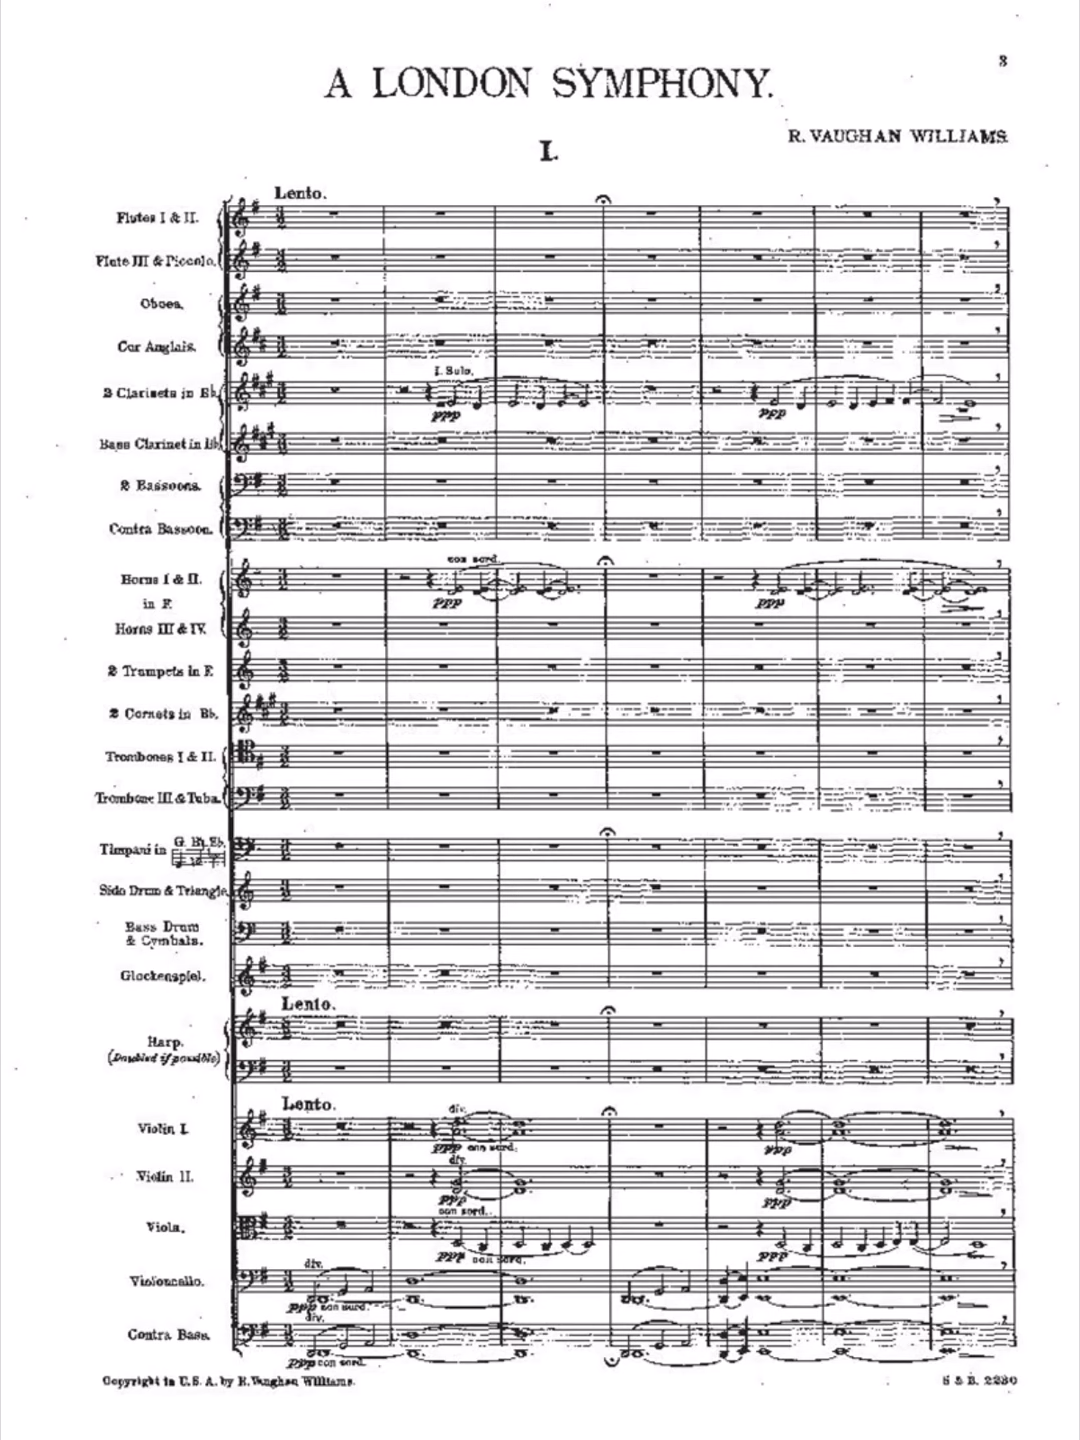 3
A LONDON SYMPHONY.
R. VAUGHAN WILLIAMS.
I.
Lento.
Flutes I & II.
Flute III & Piccolo.
Oboes.
Cor Anglais.
I. Solo.
2 Clarinets in Bb.
ppp
ppp
Bass Clarinet in Bb
2 Bassoons.
Contra Bassoon.
con sord.
Horns I & II.
in F.
ppp
ppp
Horns III & IV.
2 Trumpets in F.
2 Cornets in Bb.
Trombones I & II.
Trombone III & Tuba.
Timpani in G. Bb. Eb.
Side Drum & Triangle.
Bass Drum
& Cymbals.
Glockenspiel.
Lento.
Harp.
(Doubled if possible)
Lento.
div.
Violin I.
ppp con sord.
ppp
div.
Violin II.
ppp
ppp
con sord.
Viola.
ppp con sord.
ppp
div.
Violoncello.
ppp con sord.
div.
Contra Bass.
ppp con sord.
Copyright in U.S.A. by R. Vaughan Williams.
S & B. 2230